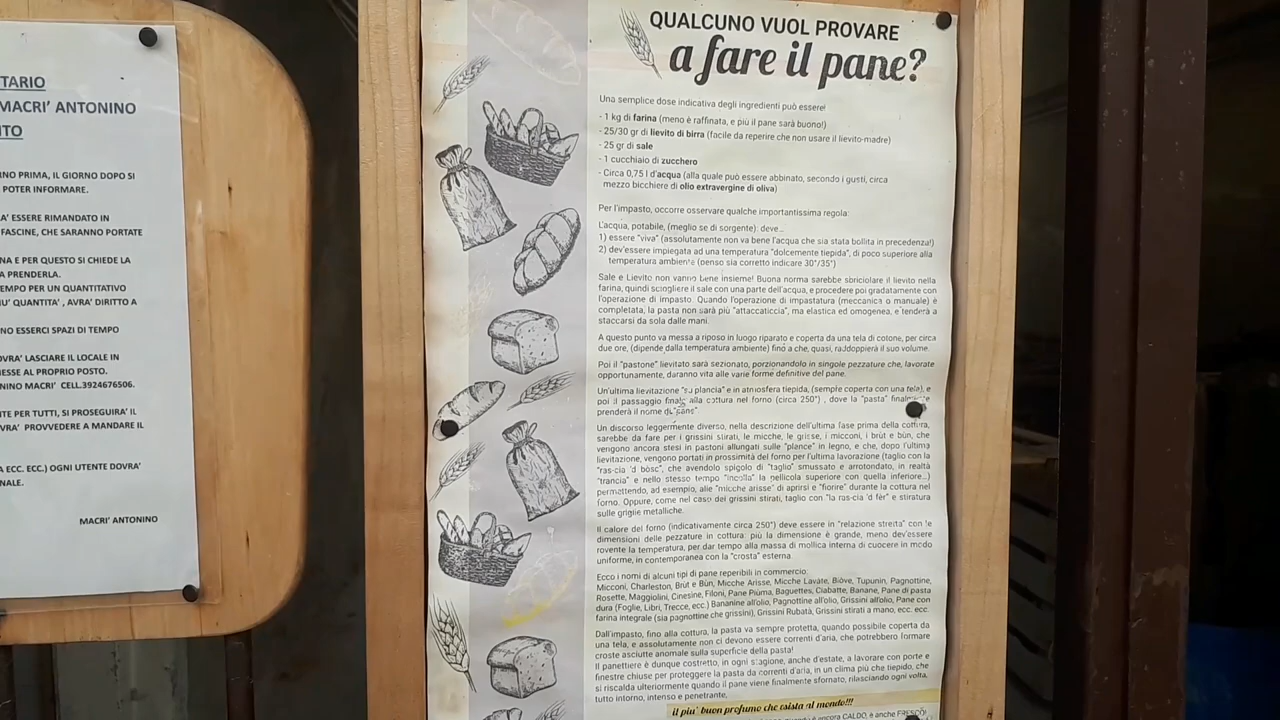 TARIO
MACRI' ANTONINO
ITO
RNO PRIMA, IL GIORNO DOPO SI
POTER INFORMARE.
A' ESSERE RIMANDATO IN
FASCINE, CHE SARANNO PORTATE
NA E PER QUESTO SI CHIEDE LA
A PRENDERLA.
EMPO PER UN QUANTITATIVO
IU' QUANTITA' , AVRA' DIRITTO A
NO ESSERCI SPAZI DI TEMPO
OVRA' LASCIARE IL LOCALE IN
MESSE AL PROPRIO POSTO.
NINO MACRI' CELL.3924676506.
TE PER TUTTI, SI PROSEGUIRA' IL
VRA' PROVVEDERE A MANDARE IL
A ECC. ECC.) OGNI UTENTE DOVRA'
NALE.
MACRI' ANTONINO
QUALCUNO VUOL PROVARE
a fare il pane?
Una semplice dose indicativa degli ingredienti può essere!
- 1 kg di farina (meno è raffinata, e più il pane sarà buono!)
- 25/30 gr di lievito di birra (facile da reperire che non usare il lievito-madre)
- 25 gr di sale
- 1 cucchiaio di zucchero
- Circa 0,75 l d'acqua (alla quale può essere abbinato, secondo i gusti, circa
mezzo bicchiere di olio extravergine di oliva)
Per l'impasto, occorre osservare qualche importantissima regola:
L'acqua, potabile, (meglio se di sorgente): deve...
1) essere "viva" (assolutamente non va bene l'acqua che sia stata bollita in precedenza!)
2) dev'essere impiegata ad una temperatura "dolcemente tiepida", di poco superiore alla
temperatura ambiente (penso sia corretto indicare 30°/35°)
Sale e Lievito non vanno bene insieme! Buona norma sarebbe sbriciolare il lievito nella
farina, quindi sciogliere il sale con una parte dell'acqua, e procedere poi gradatamente con
l'operazione di impasto. Quando l'operazione di impastatura (meccanica o manuale) è
completata, la pasta non sarà più "attaccaticcia", ma elastica ed omogenea, e tenderà a
staccarsi da sola dalle mani.
A questo punto va messa a riposo in luogo riparato e coperta da una tela di cotone, per circa
due ore, (dipende dalla temperatura ambiente) fino a che, quasi, raddoppierà il suo volume.
Poi il "pastone" lievitato sarà sezionato, porzionandolo in singole pezzature che, lavorate
opportunamente, daranno vita alle varie forme definitive del pane.
Un'ultima lievitazione "su plancia" e in atmosfera tiepida, (sempre coperta con una tela), e
poi il passaggio finale alla cottura nel forno (circa 250°) , dove la "pasta"
prenderà il nome di "pane".
Un discorso leggermente diverso, nella descrizione dell'ultima fase prima della cottura,
sarebbe da fare per i grissini stirati, le micche, le grisse, i micconi, i brut e bun, che
vengono ancora stesi in pastoni allungati sulle "plance" in legno, e che, dopo l'ultima
lievitazione, vengono portati in prossimità del forno per l'ultima lavorazione (taglio con la
"ras-cia 'd bosc", che avendolo spigolo di "taglio" smussato e arrotondato, in realtà
"trancia" e nello stesso tempo "incolla" la pellicola superiore con quella inferiore...)
permettendo, ad esempio, alle "micche arisse" di aprirsi e "fiorire" durante la cottura nel
forno. Oppure, come nel caso dei grissini stirati, taglio con "la ras-cia 'd fer" e stiratura
sulle griglie metalliche.
Il calore del forno (indicativamente circa 250°) deve essere in "relazione stretta" con le
dimensioni delle pezzature in cottura: più la dimensione è grande, meno dev'essere
rovente la temperatura, per dar tempo alla massa di mollica interna di cuocere in modo
uniforme, in contemporanea con la "crosta" esterna.
Ecco i nomi di alcuni tipi di pane reperibili in commercio:
Micconi, Charleston, Brut e Bun, Micche Arisse, Micche Lavate, Biove, Tupunin, Pagnottine,
Rosette, Maggiolini, Cinesine, Filoni, Pane Piuma, Baguettes, Ciabatte, Banane, Pane di pasta
dura (Foglie, Libri, Trecce, ecc.) Bananine all'olio, Pagnottine all'olio, Grissini all'olio, Pane con
farina integrale (sia pagnottine che grissini), Grissini Rubatà, Grissini stirati a mano, ecc. ecc.
Dall'impasto, fino alla cottura, la pasta va sempre protetta, quando possibile coperta da
una tela, e assolutamente non ci devono essere correnti d'aria, che potrebbero formare
croste asciutte anomale sulla superficie della pasta!
Il panettiere è dunque costretto, in ogni stagione, anche d'estate, a lavorare con porte e
finestre chiuse per proteggere la pasta da correnti d'aria, in un clima più che tiepido, che
si riscalda ulteriormente quando il pane viene finalmente sfornato, rilasciando ogni volta,
tutto intorno, intenso e penetrante,
il piu' buon profumo che esista al mondo!!!
è ancora CALDO, è anche FRESCO!